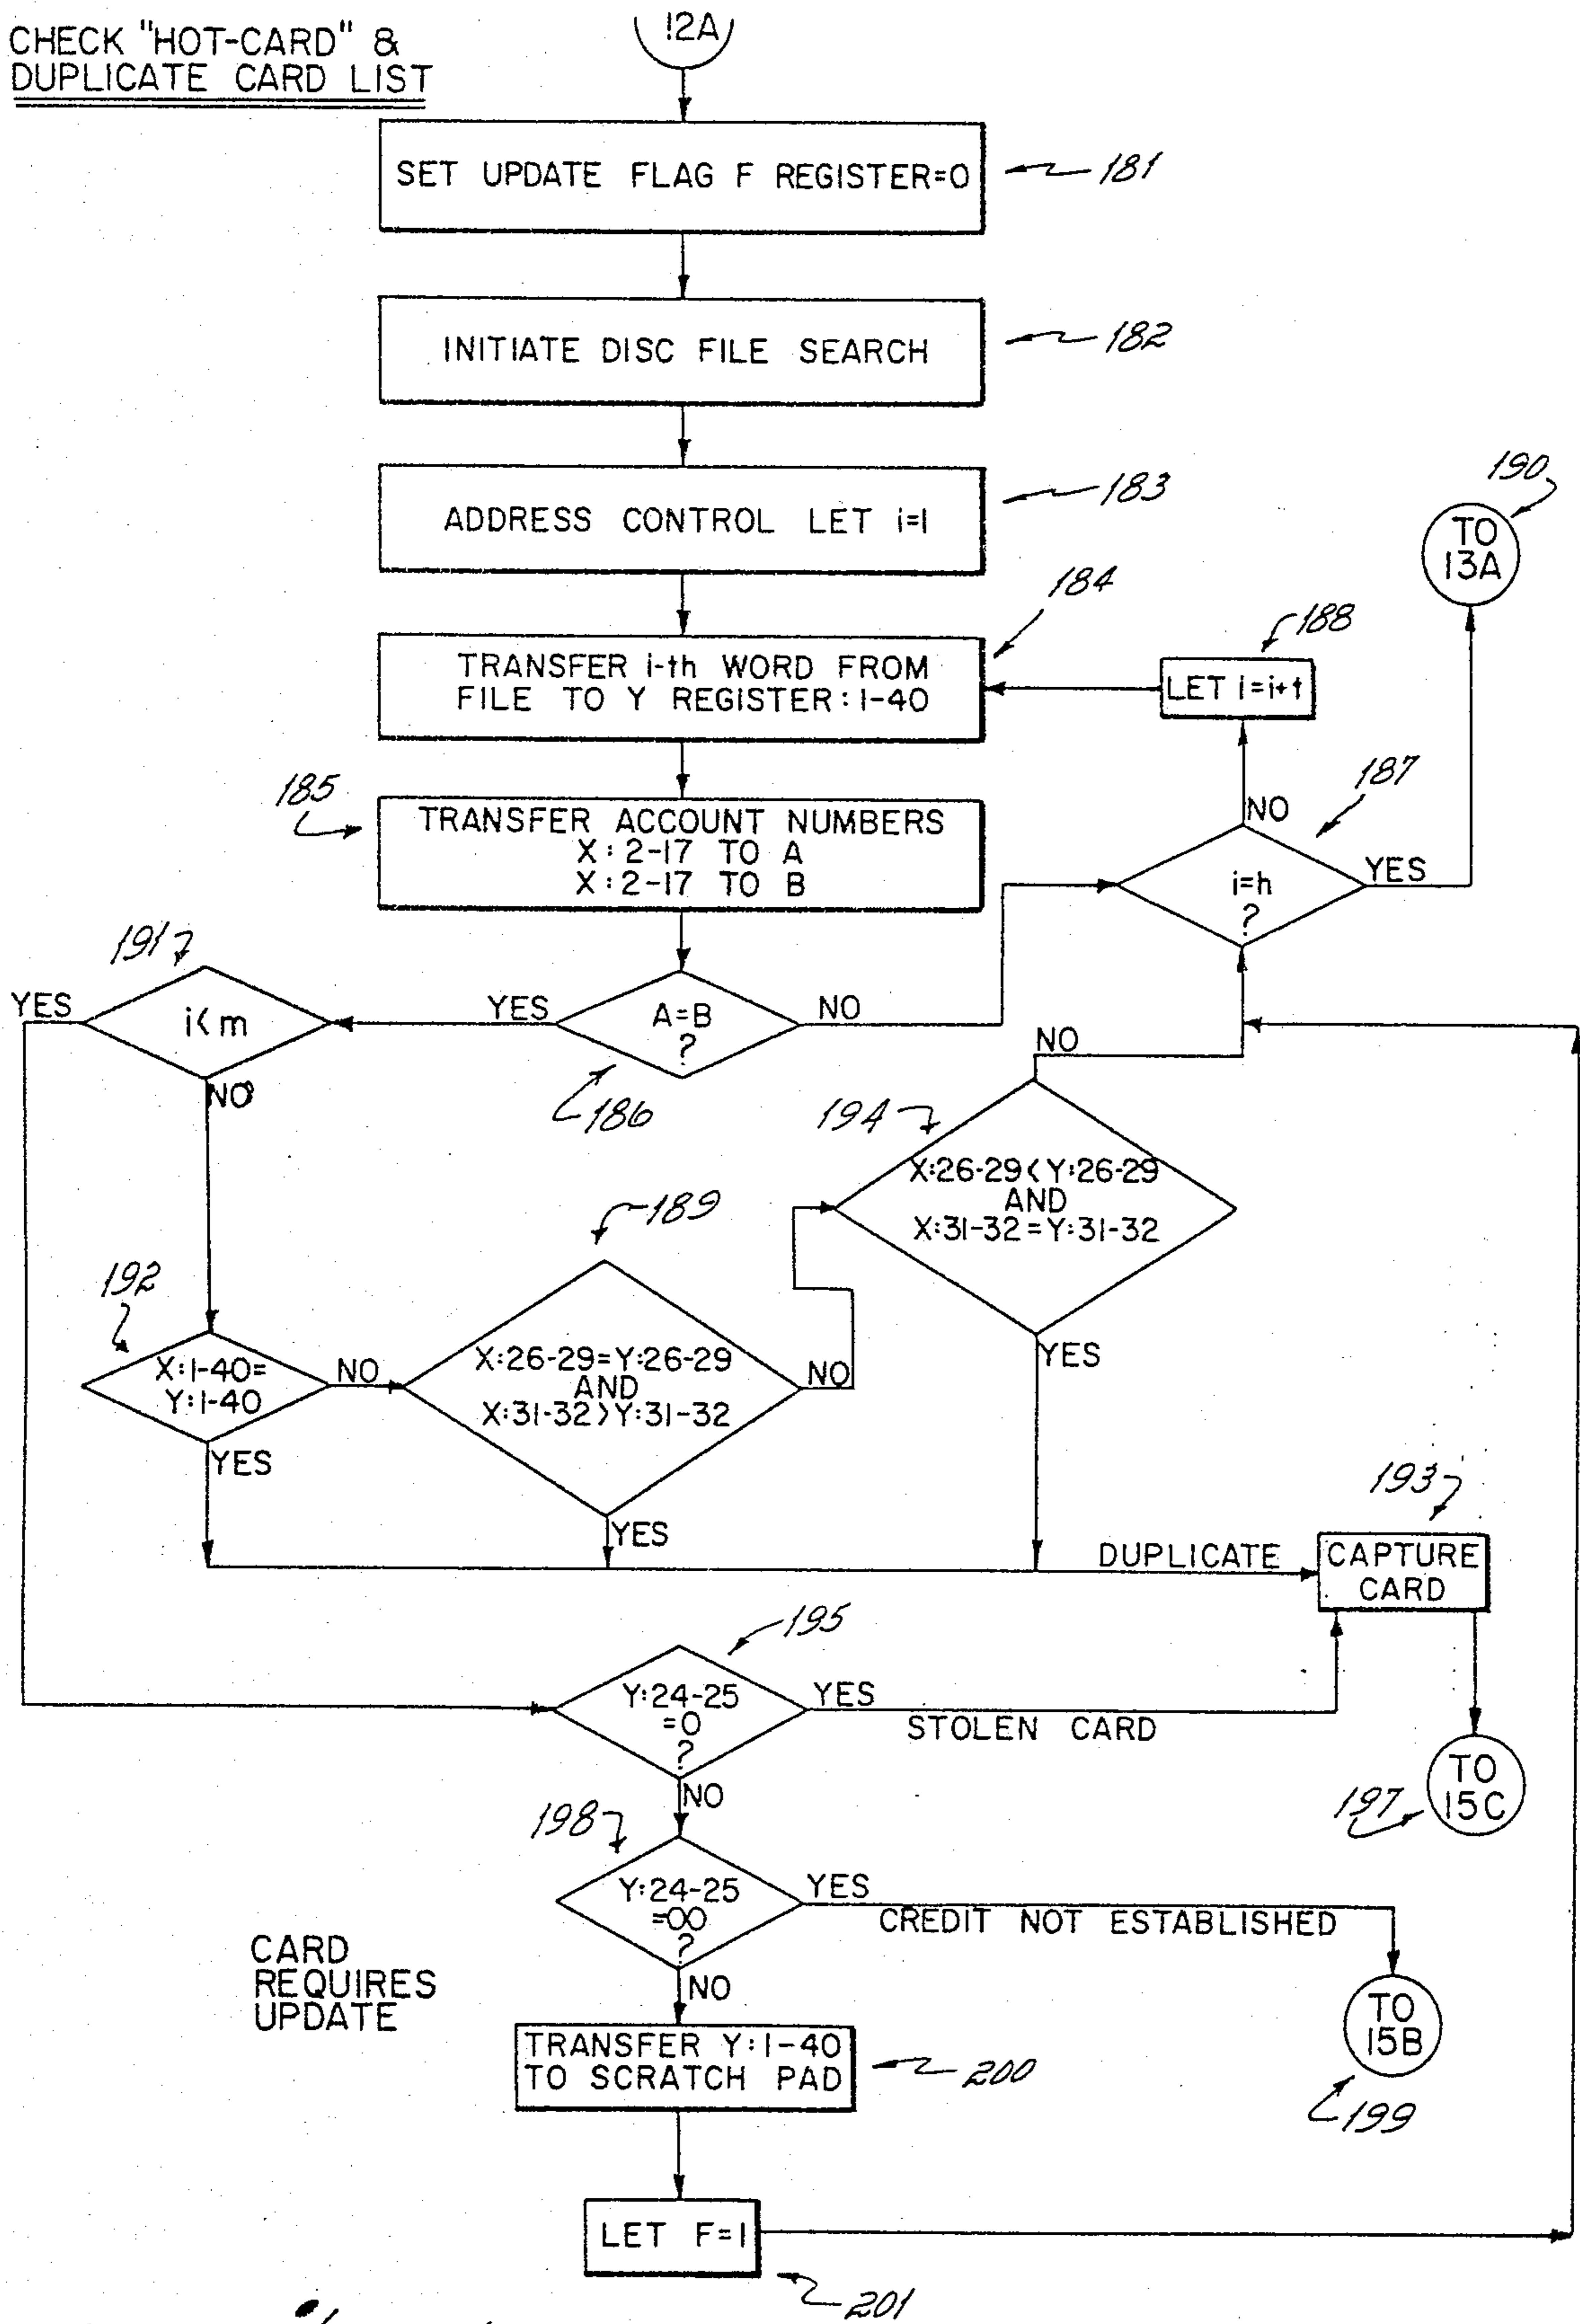 CHECK "HOT-CARD" &
DUPLICATE CARD LIST
12A
SET UPDATE FLAG F REGISTER=0
181
INITIATE DISC FILE SEARCH
182
ADDRESS CONTROL LET i=1
183
190
TO
13A
184
TRANSFER i-th WORD FROM
FILE TO Y REGISTER: 1-40
188
LET i=i+1
185
TRANSFER ACCOUNT NUMBERS
X: 2-17 TO A
X: 2-17 TO B
187
NO
i=h
?
YES
191
YES
i<m
NO
YES
A=B
?
NO
186
NO
194
X:26-29<Y:26-29
AND
X:31-32=Y:31-32
YES
189
192
X:1-40=
Y:1-40
NO
YES
X:26-29=Y:26-29
AND
X:31-32>Y:31-32
NO
YES
193
DUPLICATE
CAPTURE
CARD
195
Y:24-25
=0
?
YES
STOLEN CARD
NO
TO
15C
197
198
Y:24-25
=∞
?
YES
CREDIT NOT ESTABLISHED
NO
CARD
REQUIRES
UPDATE
TO
15B
199
TRANSFER Y:1-40
TO SCRATCH PAD
200
LET F=1
201